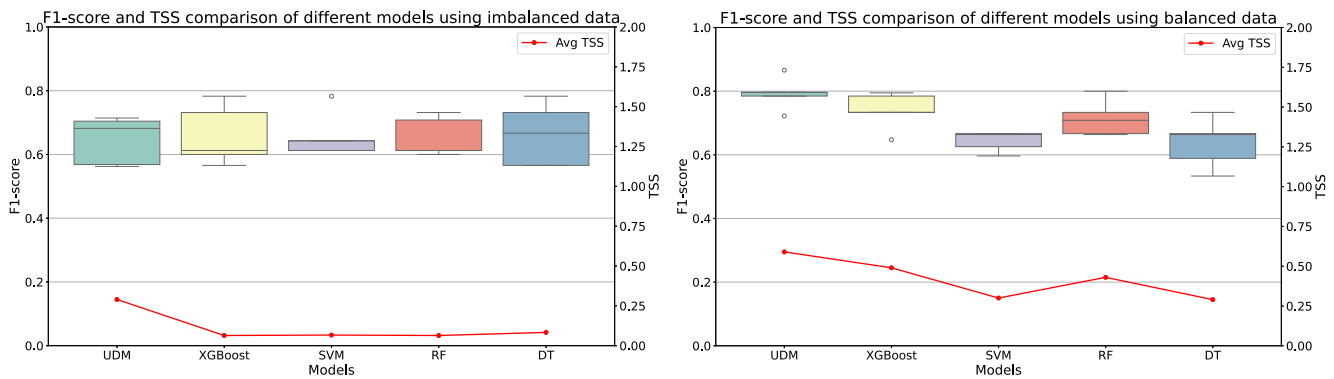 F1-score and TSS comparison of different models using imbalanced data
1.0
0.8
0.6
0.4
0.2
0.0
F1-score
2.00
1.75
1.50
1.25
1.00
0.75
0.50
0.25
0.00
TSS
Avg TSS
UDM XGBoost SVM RF DT
Models
F1-score and TSS comparison of different models using balanced data
1.0
0.8
0.6
0.4
0.2
0.0
F1-score
2.00
1.75
1.50
1.25
1.00
0.75
0.50
0.25
0.00
TSS
Avg TSS
UDM XGBoost SVM RF DT
Models